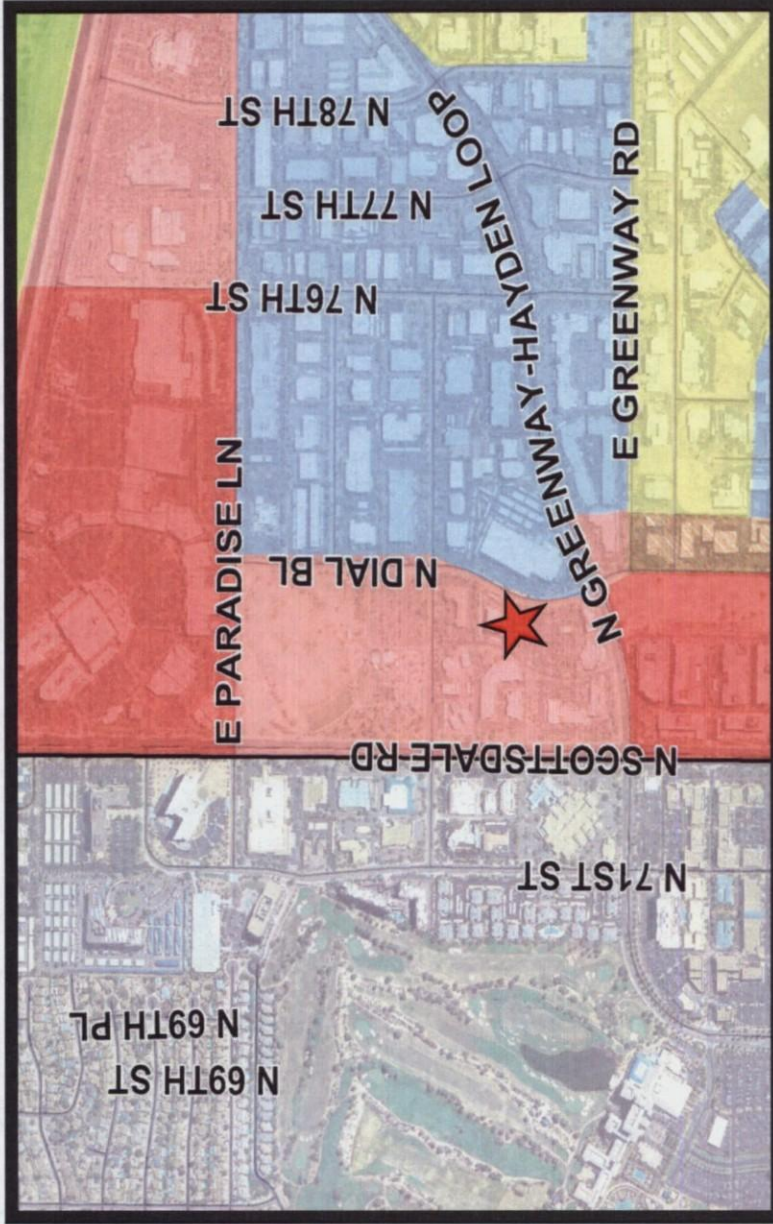 N 78TH ST
N 77TH ST
N 76TH ST
N GREENWAY-HAYDEN LOOP
E GREENWAY RD
E PARADISE LN
N DIAL BL
N SCOTTSDALE RD
N 71ST ST
N 69TH PL
N 69TH ST